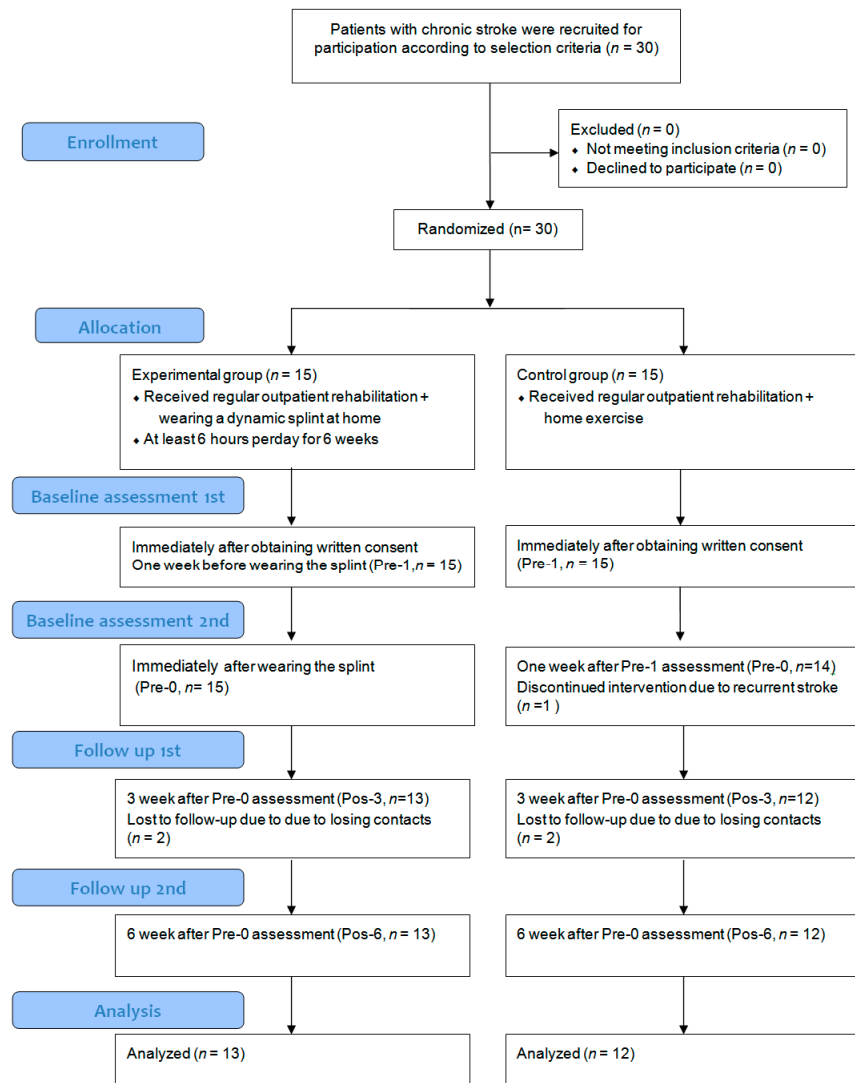 Patients with chronic stroke were recruited for
participation according to selection criteria (n = 30)
Enrollment
Excluded (n = 0)
⬥ Not meeting inclusion criteria (n = 0)
⬥ Declined to participate (n = 0)
Randomized (n= 30)
Allocation
Experimental group (n = 15)
⬥ Received regular outpatient rehabilitation +
wearing a dynamic splint at home
⬥ At least 6 hours perday for 6 weeks
Control group (n = 15)
⬥ Received regular outpatient rehabilitation +
home exercise
Baseline assessment 1st
Immediately after obtaining written consent
One week before wearing the splint (Pre-1,n = 15)
Immediately after obtaining written consent
(Pre-1, n = 15)
Baseline assessment 2nd
Immediately after wearing the splint
(Pre-0, n= 15)
One week after Pre-1 assessment (Pre-0, n=14)
Discontinued intervention due to recurrent stroke
(n =1 )
Follow up 1st
3 week after Pre-0 assessment (Pos-3, n=13)
Lost to follow-up due to due to losing contacts
(n = 2)
3 week after Pre-0 assessment (Pos-3, n=12)
Lost to follow-up due to due to losing contacts
(n = 2)
Follow up 2nd
6 week after Pre-0 assessment (Pos-6, n = 13)
6 week after Pre-0 assessment (Pos-6, n = 12)
Analysis
Analyzed (n = 13)
Analyzed (n = 12)